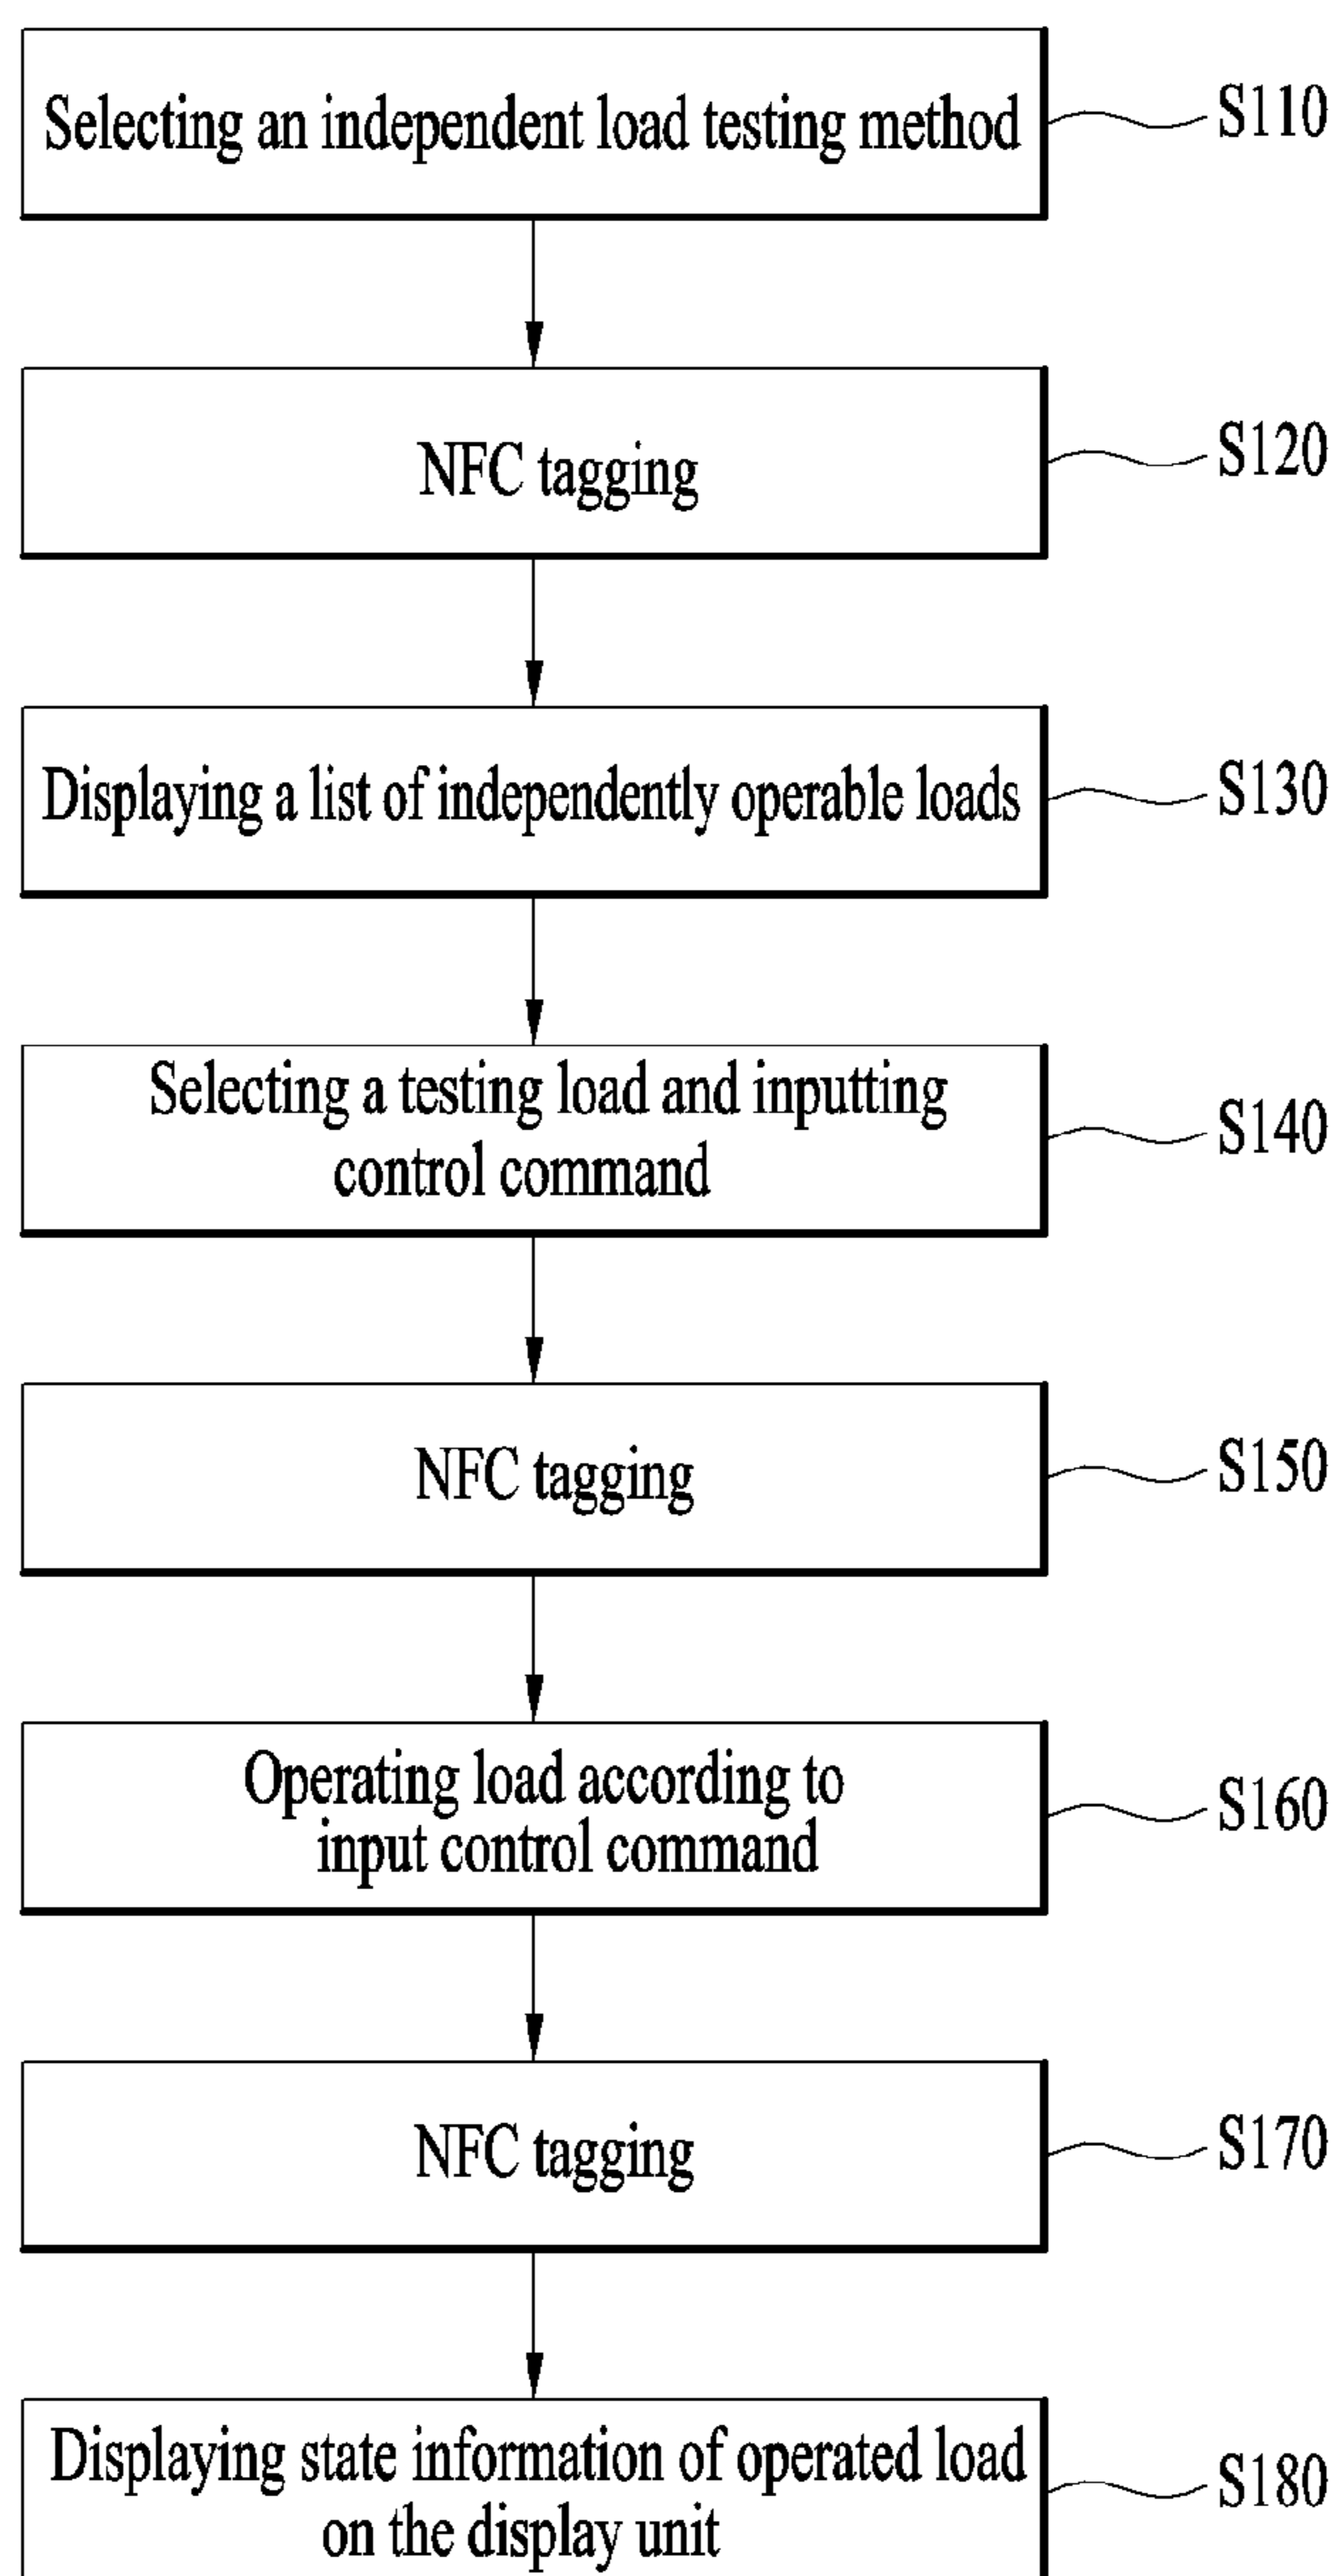 Selecting an independent load testing method
S110
NFC tagging
S120
Displaying a list of independently operable loads
S130
Selecting a testing load and inputting
control command
S140
NFC tagging
S150
Operating load according to
input control command
S160
NFC tagging
S170
Displaying state information of operated load
on the display unit
S180